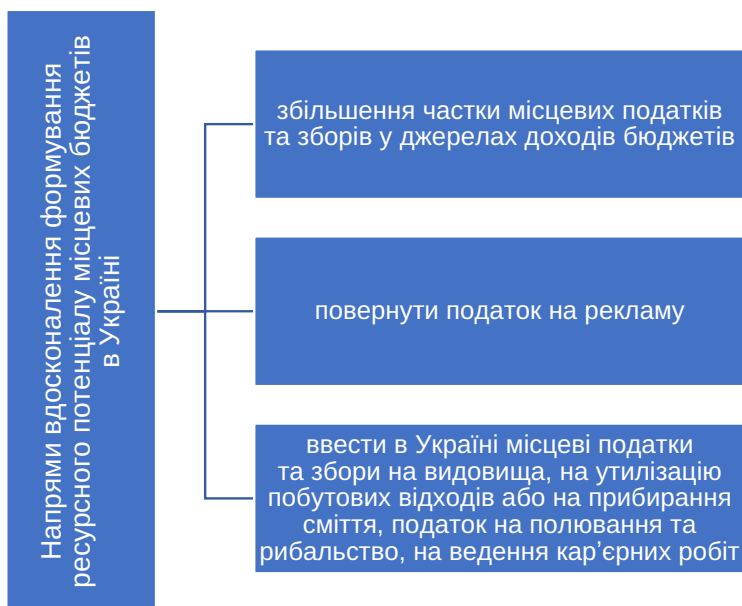 Напрями вдосконалення формування
ресурсного потенціалу місцевих бюджетів
в Україні
збільшення частки місцевих податків
та зборів у джерелах доходів бюджетів
повернути податок на рекламу
ввести в Україні місцеві податки
та збори на видовища, на утилізацію
побутових відходів або на прибирання
сміття, податок на полювання та
рибальство, на ведення кар’єрних робіт